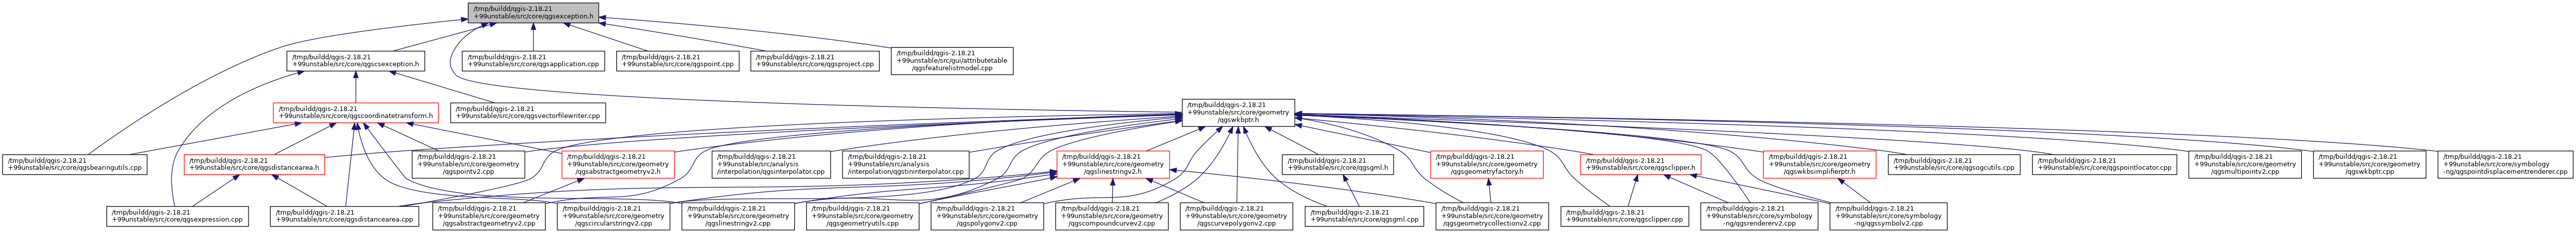 /tmp/buildd/qgis-2.18.21
+99unstable/src/core/qgsexception.h
/tmp/buildd/qgis-2.18.21
+99unstable/src/core/qgscsexception.h
/tmp/buildd/qgis-2.18.21
+99unstable/src/core/qgsapplication.cpp
/tmp/buildd/qgis-2.18.21
+99unstable/src/core/qgspoint.cpp
/tmp/buildd/qgis-2.18.21
+99unstable/src/core/qgsproject.cpp
/tmp/buildd/qgis-2.18.21
+99unstable/src/gui/attributetable
/qgsfeaturelistmodel.cpp
/tmp/buildd/qgis-2.18.21
+99unstable/src/core/qgscoordinatetransform.h
/tmp/buildd/qgis-2.18.21
+99unstable/src/core/qgsvectorfilewriter.cpp
/tmp/buildd/qgis-2.18.21
+99unstable/src/core/geometry
/qgswkbptr.h
/tmp/buildd/qgis-2.18.21
+99unstable/src/core/qgsbearingutils.cpp
/tmp/buildd/qgis-2.18.21
+99unstable/src/core/qgsdistancearea.h
/tmp/buildd/qgis-2.18.21
+99unstable/src/core/geometry
/qgspointv2.cpp
/tmp/buildd/qgis-2.18.21
+99unstable/src/core/geometry
/qgsabstractgeometryv2.h
/tmp/buildd/qgis-2.18.21
+99unstable/src/analysis
/interpolation/qgsinterpolator.cpp
/tmp/buildd/qgis-2.18.21
+99unstable/src/analysis
/interpolation/qgstininterpolator.cpp
/tmp/buildd/qgis-2.18.21
+99unstable/src/core/geometry
/qgslinestringv2.h
/tmp/buildd/qgis-2.18.21
+99unstable/src/core/qgsgml.h
/tmp/buildd/qgis-2.18.21
+99unstable/src/core/geometry
/qgsgeometryfactory.h
/tmp/buildd/qgis-2.18.21
+99unstable/src/core/qgsclipper.h
/tmp/buildd/qgis-2.18.21
+99unstable/src/core/geometry
/qgswkbsimplifierptr.h
/tmp/buildd/qgis-2.18.21
+99unstable/src/core/qgsogcutils.cpp
/tmp/buildd/qgis-2.18.21
+99unstable/src/core/qgspointlocator.cpp
/tmp/buildd/qgis-2.18.21
+99unstable/src/core/geometry
/qgsmultipointv2.cpp
/tmp/buildd/qgis-2.18.21
+99unstable/src/core/geometry
/qgswkbptr.cpp
/tmp/buildd/qgis-2.18.21
+99unstable/src/core/symbology
-ng/qgspointdisplacementrenderer.cpp
/tmp/buildd/qgis-2.18.21
+99unstable/src/core/qgsexpression.cpp
/tmp/buildd/qgis-2.18.21
+99unstable/src/core/qgsdistancearea.cpp
/tmp/buildd/qgis-2.18.21
+99unstable/src/core/geometry
/qgsabstractgeometryv2.cpp
/tmp/buildd/qgis-2.18.21
+99unstable/src/core/geometry
/qgscircularstringv2.cpp
/tmp/buildd/qgis-2.18.21
+99unstable/src/core/geometry
/qgslinestringv2.cpp
/tmp/buildd/qgis-2.18.21
+99unstable/src/core/geometry
/qgsgeometryutils.cpp
/tmp/buildd/qgis-2.18.21
+99unstable/src/core/geometry
/qgspolygonv2.cpp
/tmp/buildd/qgis-2.18.21
+99unstable/src/core/geometry
/qgscompoundcurvev2.cpp
/tmp/buildd/qgis-2.18.21
+99unstable/src/core/geometry
/qgscurvepolygonv2.cpp
/tmp/buildd/qgis-2.18.21
+99unstable/src/core/qgsgml.cpp
/tmp/buildd/qgis-2.18.21
+99unstable/src/core/geometry
/qgsgeometrycollectionv2.cpp
/tmp/buildd/qgis-2.18.21
+99unstable/src/core/qgsclipper.cpp
/tmp/buildd/qgis-2.18.21
+99unstable/src/core/symbology
-ng/qgsrendererv2.cpp
/tmp/buildd/qgis-2.18.21
+99unstable/src/core/symbology
-ng/qgssymbolv2.cpp